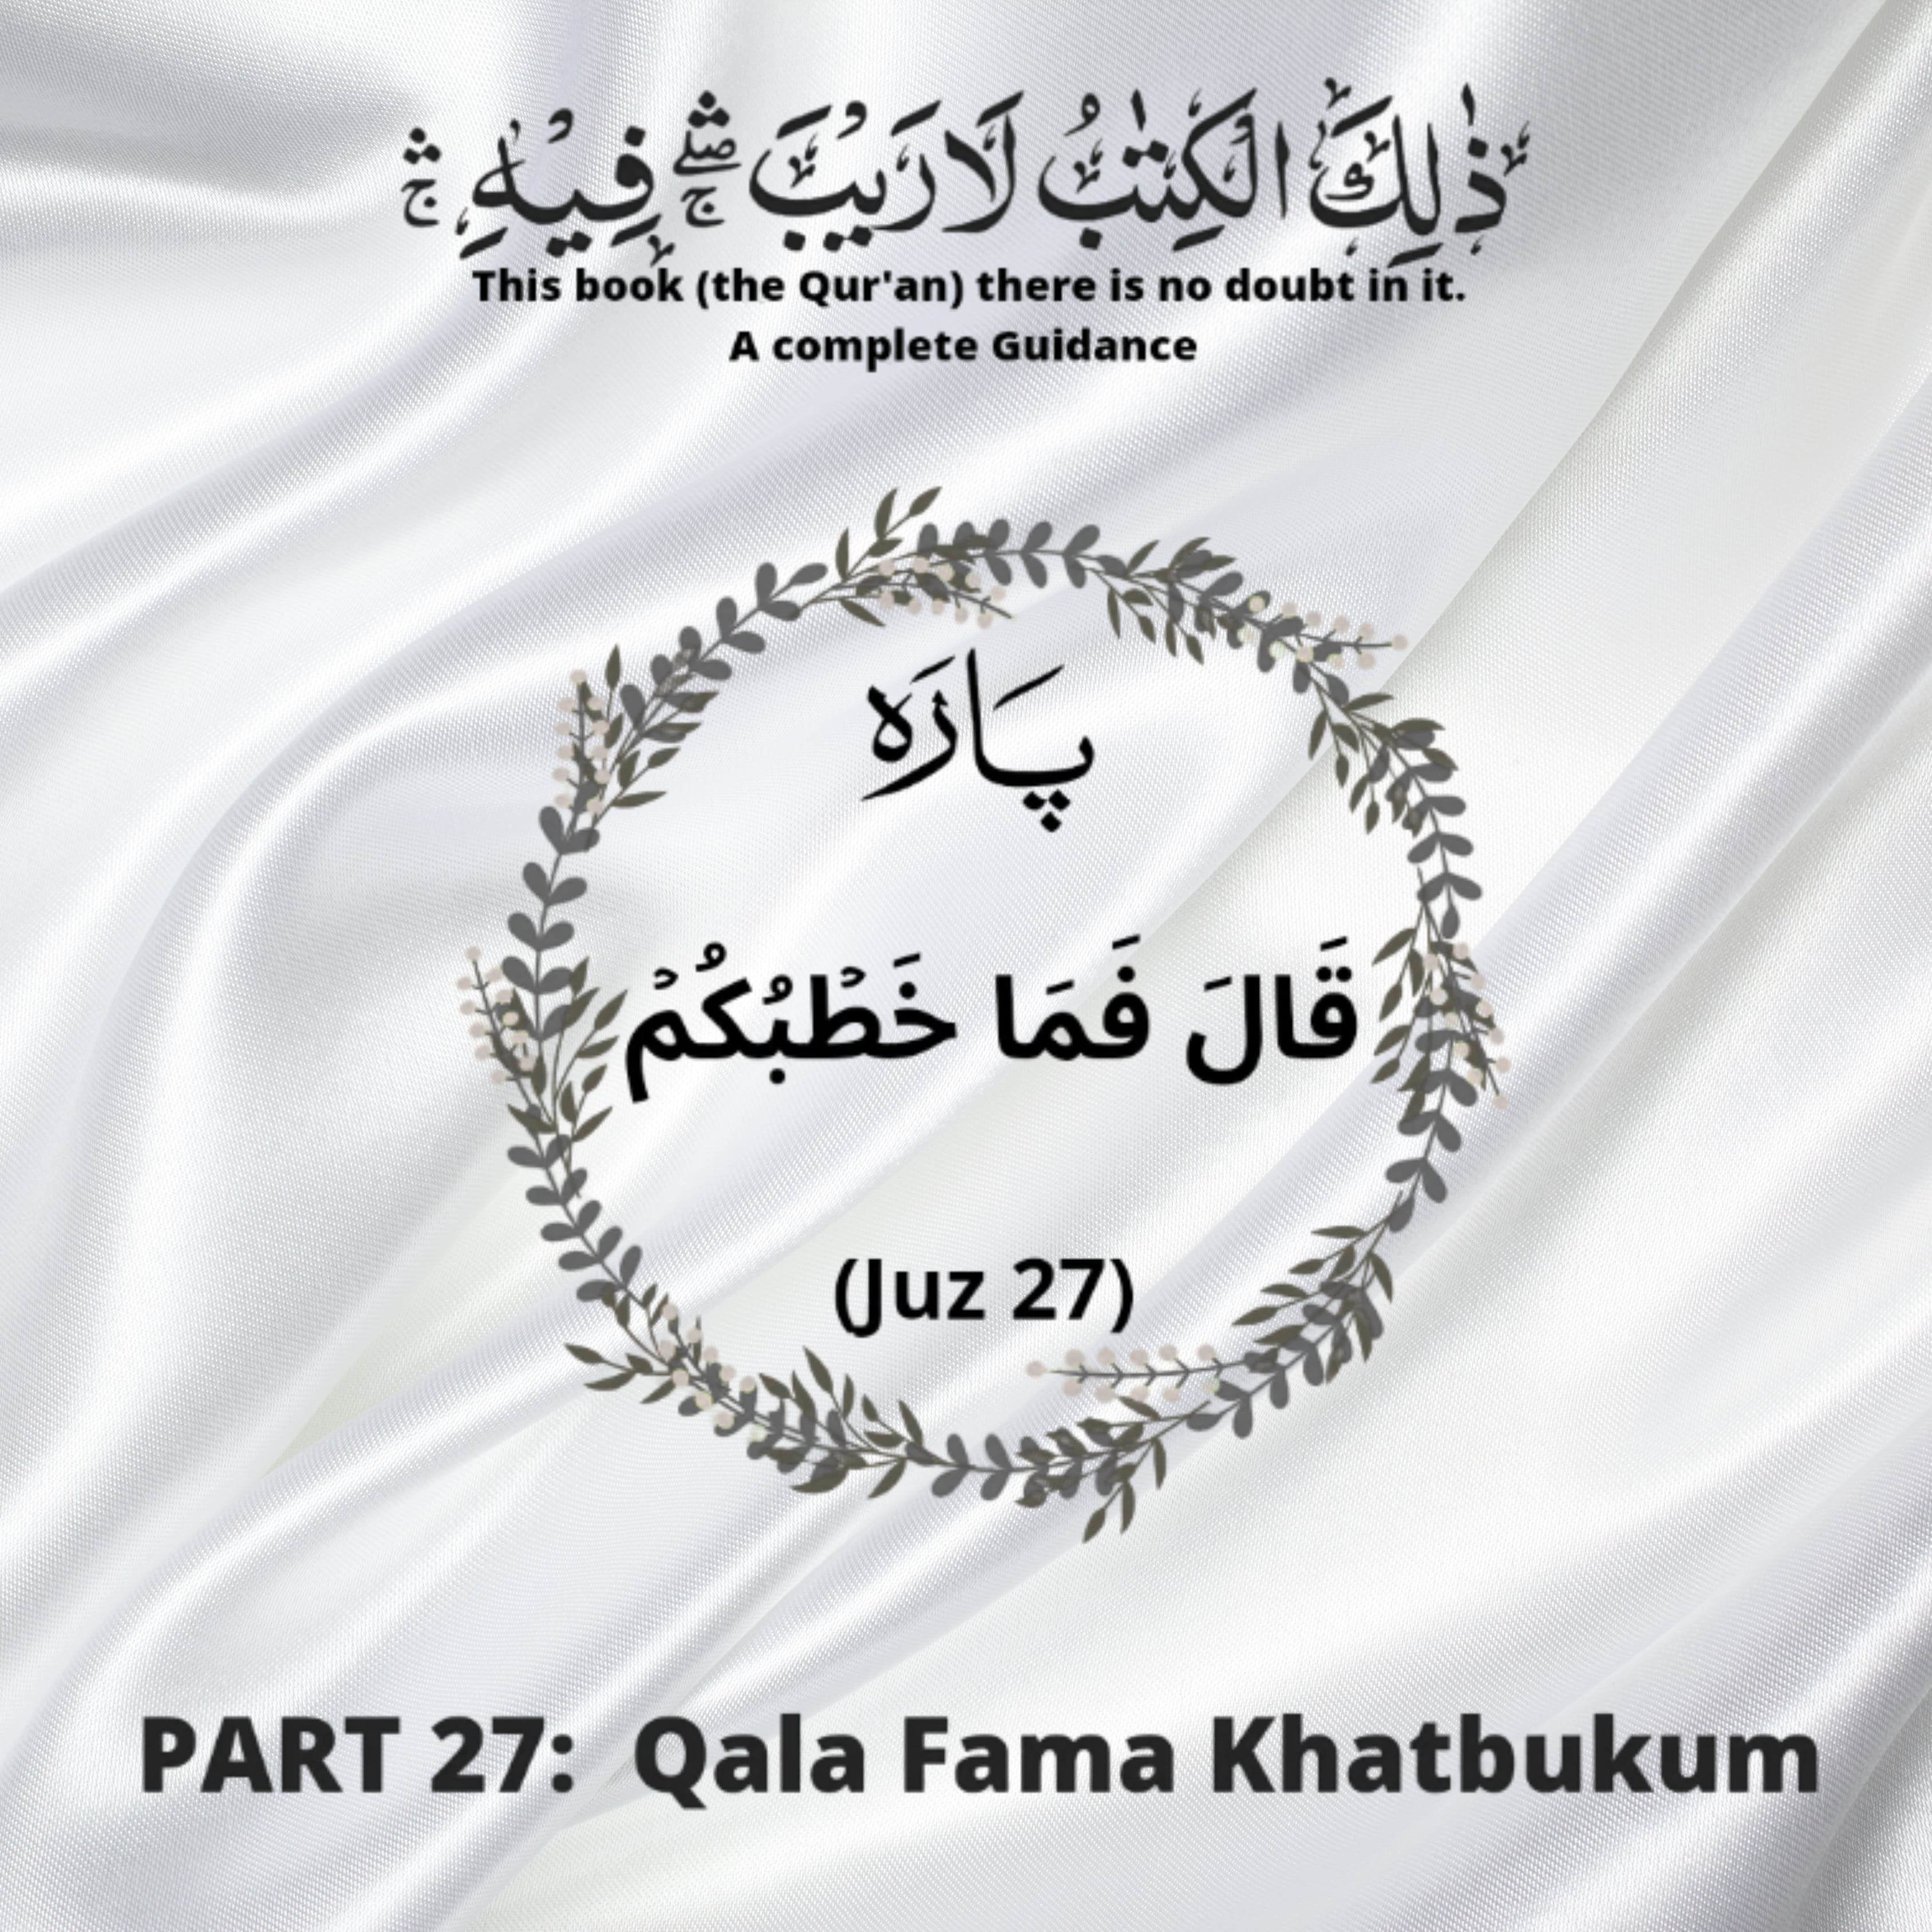 ذٰلِكَ الْكِتٰبُ لَا رَيْبَ ۛۖۚ فِيْهِ ۛۚ
This book (the Qur'an) there is no doubt in it.
A complete Guidance
پَارَہ
قَالَ فَمَا خَطْبُكُمْ
(Juz 27)
PART 27: Qala Fama Khatbukum